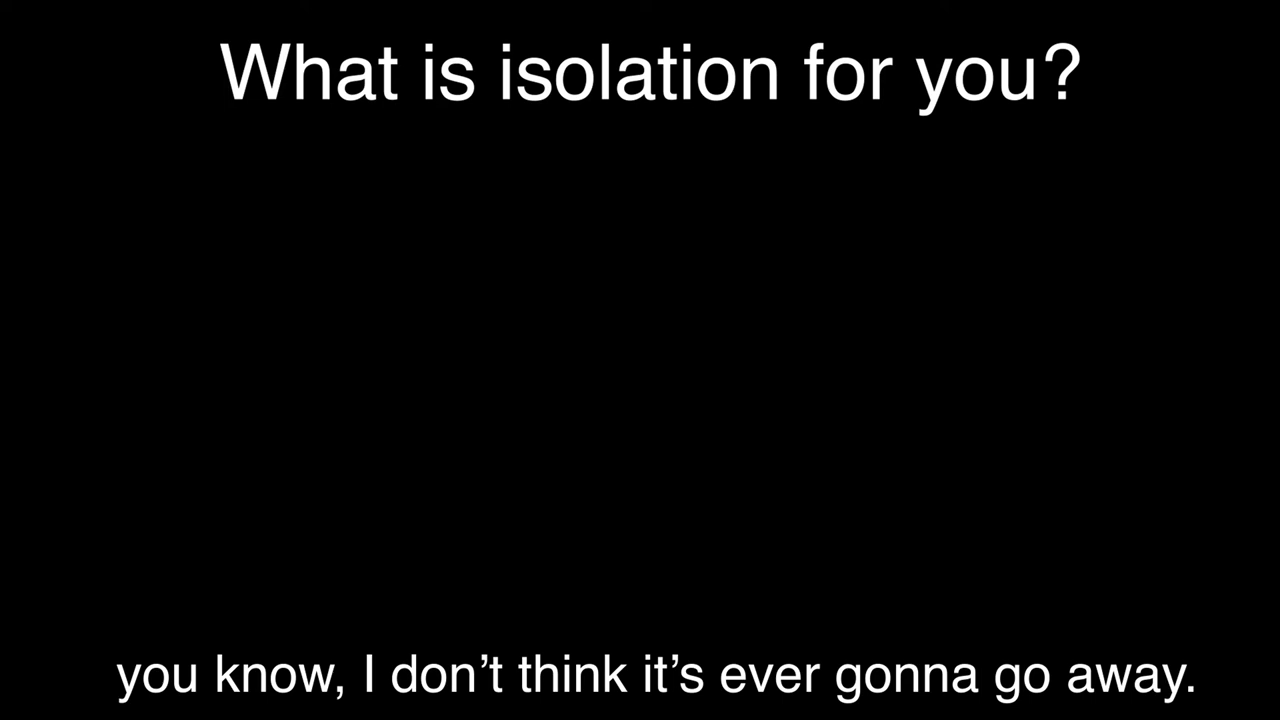 What is isolation for you?
you know, I don’t think it’s ever gonna go away.